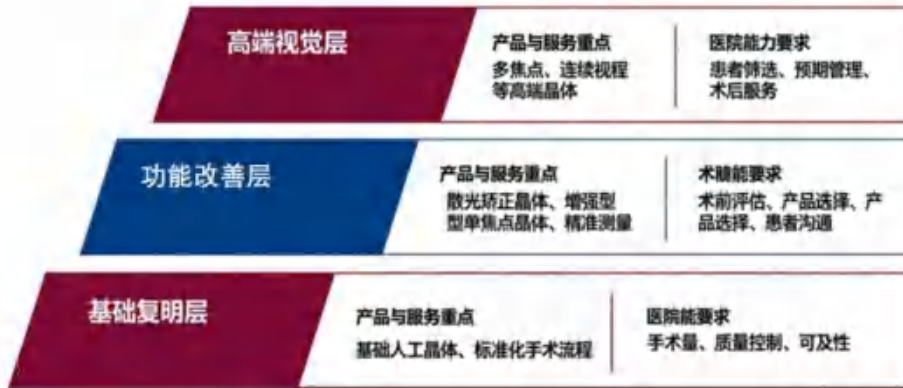 高端视觉层
产品与服务重点
多焦点、连续视程
等高端晶体
医院能力要求
患者筛选、预期管理、
术后服务
功能改善层
产品与服务重点
散光矫正晶体、增强型
型单焦点晶体、精准测量
术醣能要求
术前评估、产品选择、产
品选择、患者沟通
基础复明层
产品与服务重点
基础人工晶体、标准化手术流程
医院能要求
手术量、质量控制、可及性